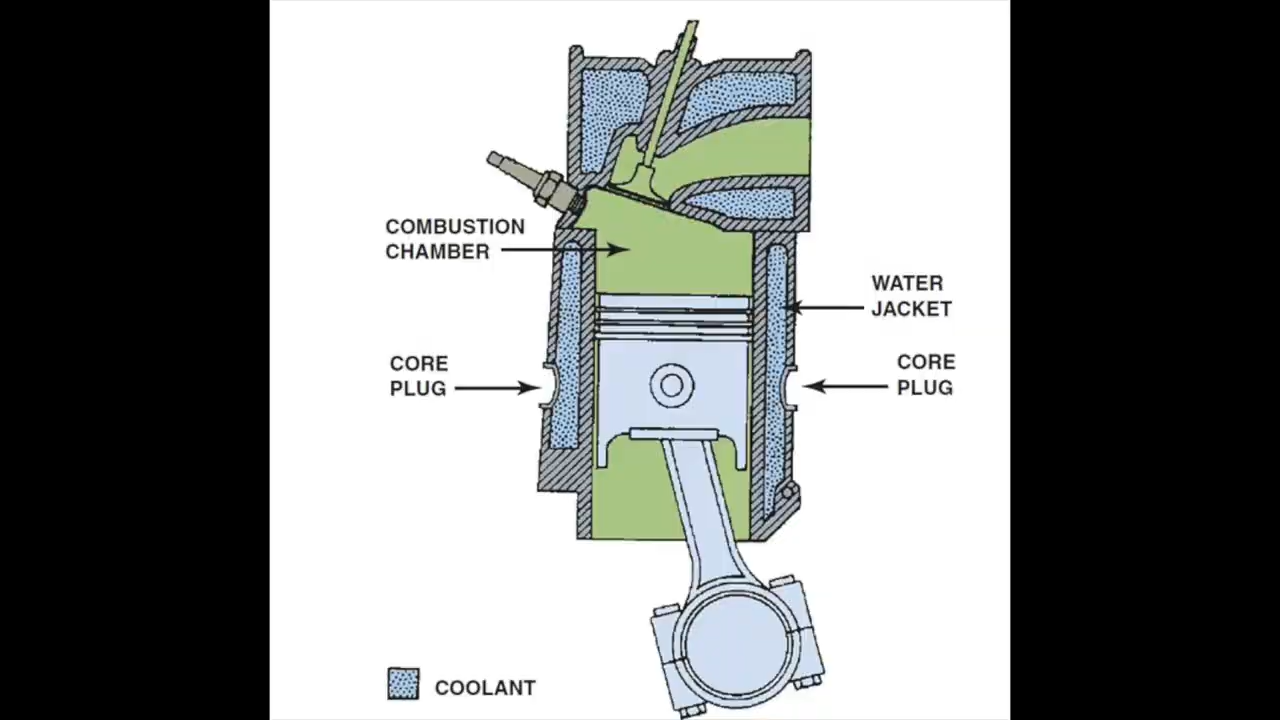 COMBUSTION
CHAMBER
WATER
JACKET
CORE
PLUG
CORE
PLUG
COOLANT